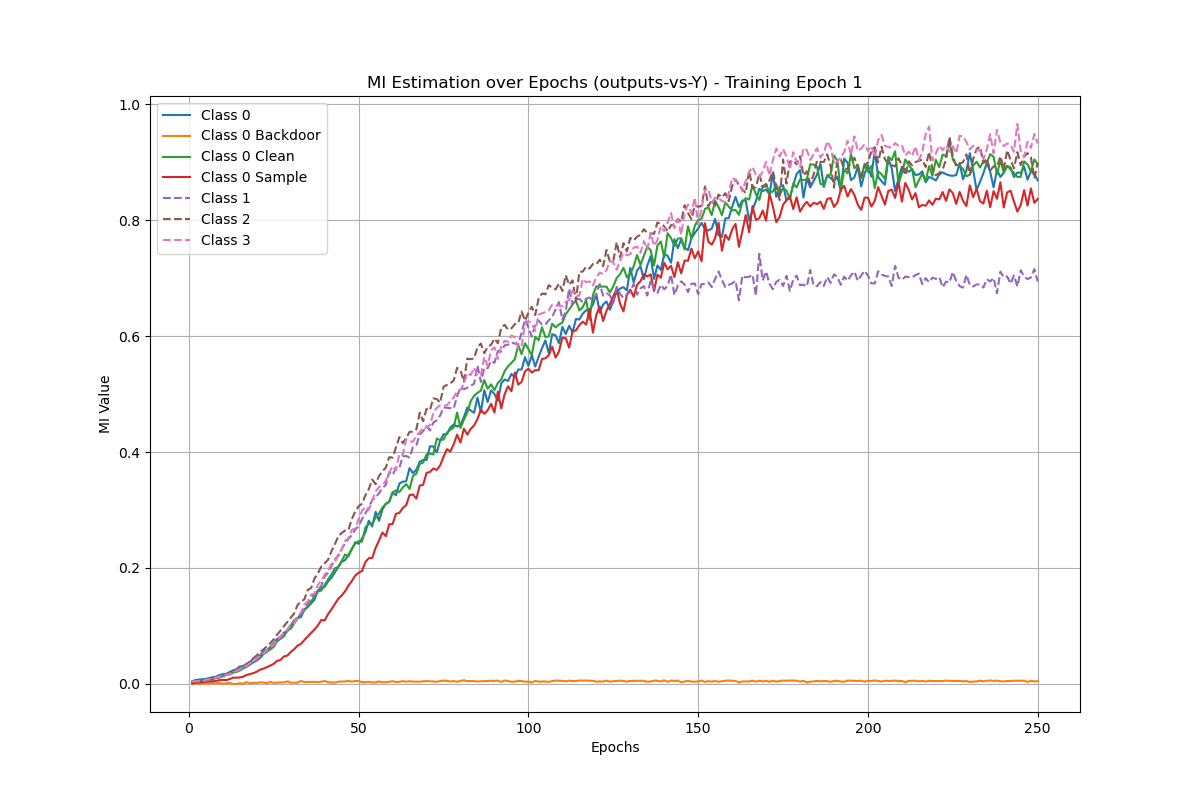 MI Estimation over Epochs (outputs-vs-Y) - Training Epoch 1
Class 0
Class 0 Backdoor
Class 0 Clean
Class 0 Sample
Class 1
Class 2
Class 3
1.0
0.8
0.6
0.4
0.2
0.0
MI Value
0 50 100 150 200 250
Epochs